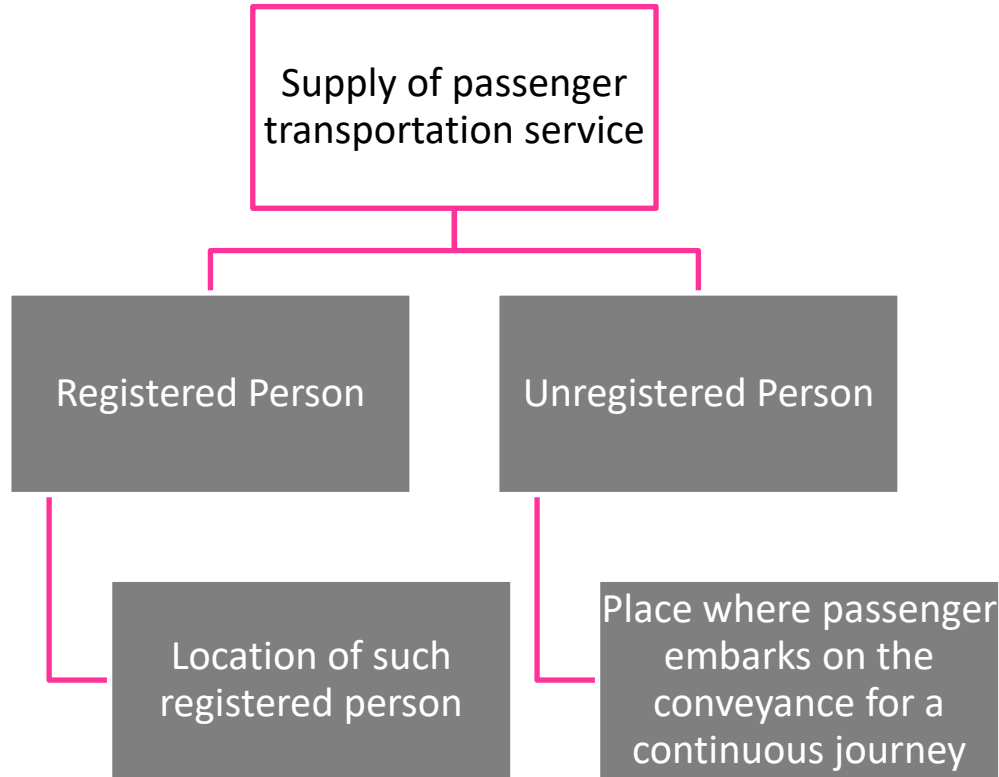 Supply of passenger
transportation service
Registered Person
Unregistered Person
Location of such
registered person
Place where passenger
embarks on the
conveyance for a
continuous journey